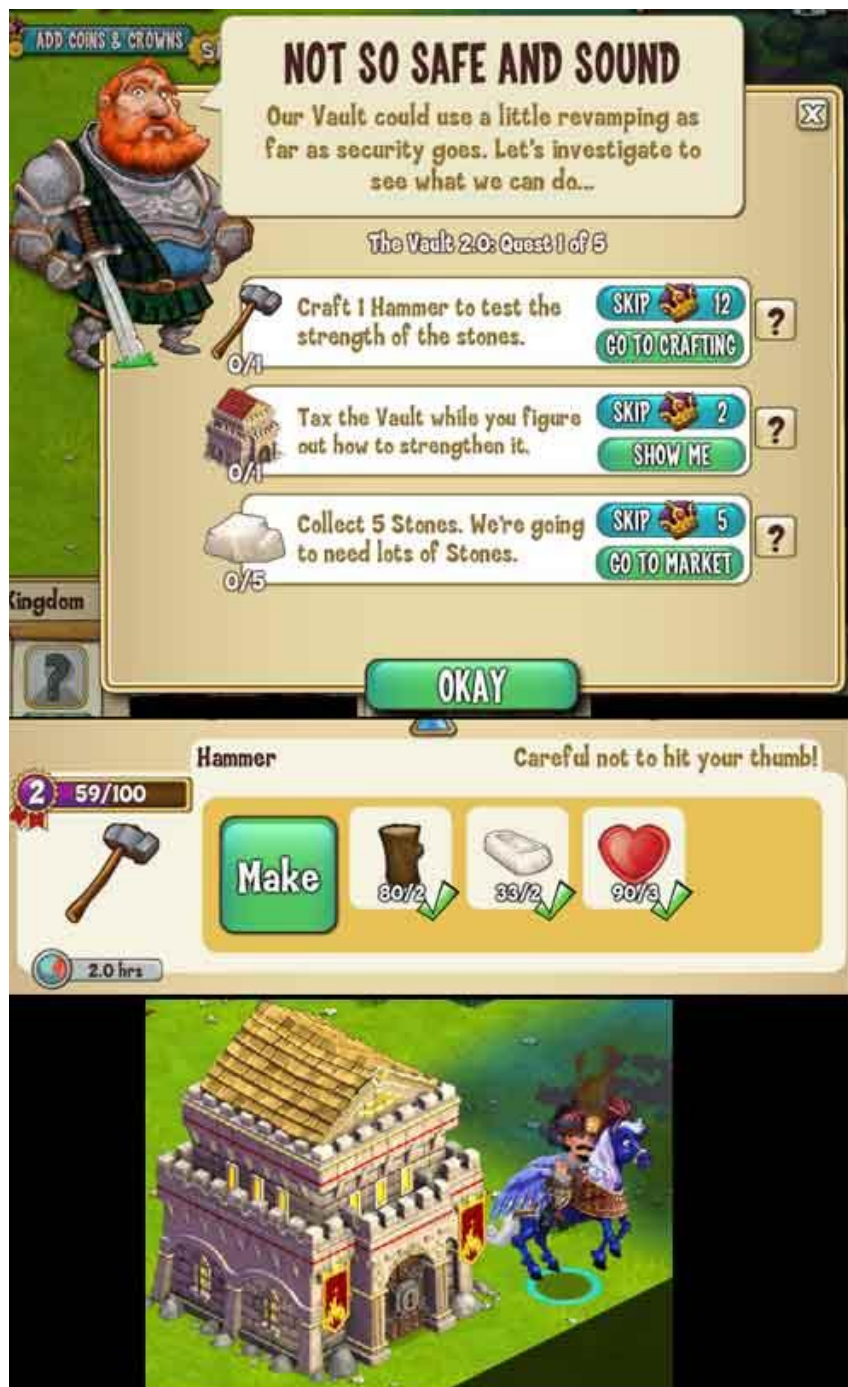 ADD COINS & CROWNS
NOT SO SAFE AND SOUND
Our Vault could use a little revamping as
far as security goes. Let's investigate to
see what we can do...
The Vault 2.0: Quest 1 of 5
Craft 1 Hammer to test the
strength of the stones.
0/1
SKIP 12
GO TO CRAFTING
?
Tax the Vault while you figure
out how to strengthen it.
0/1
SKIP 2
SHOW ME
?
Collect 5 Stones. We're going
to need lots of Stones.
0/5
SKIP 5
GO TO MARKET
?
Kingdom
?
OKAY
Hammer
Careful not to hit your thumb!
2 59/100
Make
80/2
33/2
90/3
2.0 hrs